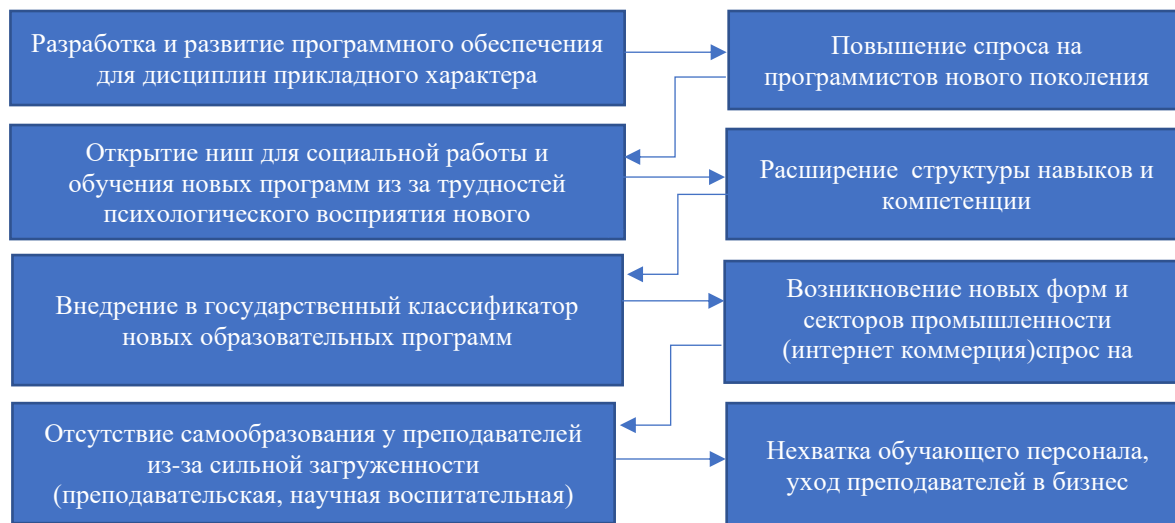 Разработка и развитие программного обеспечения
для дисциплин прикладного характера
Повышение спроса на
программистов нового поколения
Открытие ниш для социальной работы и
обучения новых программ из за трудностей
психологического восприятия нового
Расширение структуры навыков и
компетенции
Внедрение в государственный классификатор
новых образовательных программ
Возникновение новых форм и
секторов промышленности
(интернет коммерция)спрос на
Отсутствие самообразования у преподавателей
из-за сильной загруженности
(преподавательская, научная воспитательная)
Нехватка обучающего персонала,
уход преподавателей в бизнес